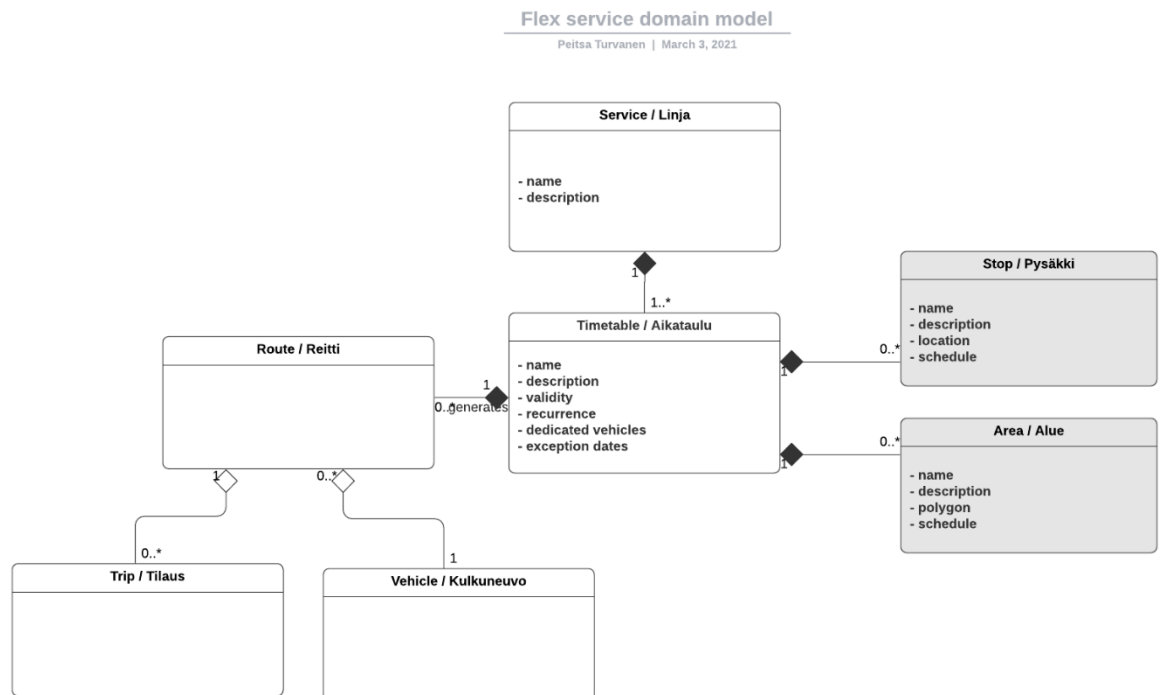 Flex service domain model
Peitsa Turvanen | March 3, 2021
Service / Linja
- name
- description
1
1..*
Timetable / Aikataulu
- name
- description
- validity
- recurrence
- dedicated vehicles
- exception dates
Stop / Pysäkki
- name
- description
- location
- schedule
0..*
1
Area / Alue
- name
- description
- polygon
- schedule
0..*
1
Route / Reitti
1
0..*
generates
1
0..*
0..*
1
Trip / Tilaus
Vehicle / Kulkuneuvo